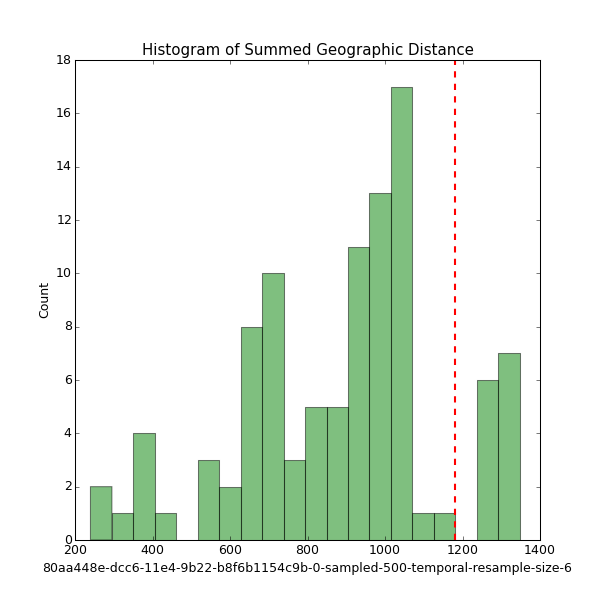 Histogram of Summed Geographic Distance
18
16
14
12
10
8
6
4
2
0
Count
200 400 600 800 1000 1200 1400
80aa448e-dcc6-11e4-9b22-b8f6b1154c9b-0-sampled-500-temporal-resample-size-6